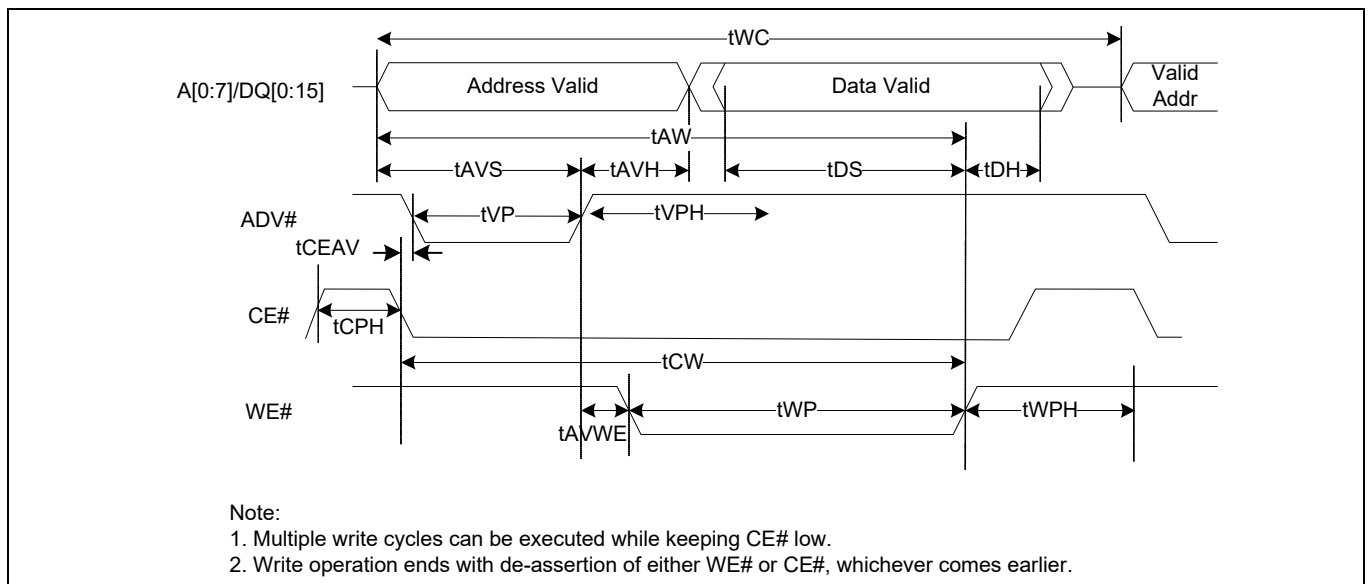 tWC
A[0:7]/DQ[0:15]
Address Valid
Data Valid
Valid
Addr
tAW
tAVS
tAVH
tDS
tDH
ADV#
tVP
tVPH
tCEAV
CE#
tCPH
tCW
WE#
tWP
tWPH
tAVWE
Note:
1. Multiple write cycles can be executed while keeping CE# low.
2. Write operation ends with de-assertion of either WE# or CE#, whichever comes earlier.